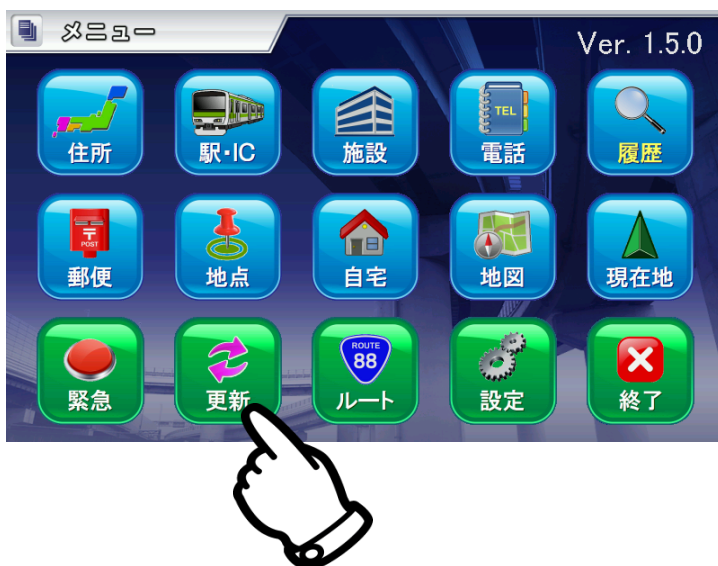 メニュー
Ver. 1.5.0
住所
駅・IC
施設
TEL
電話
履歴
〒
POST
郵便
地点
自宅
地図
現在地
緊急
更新
ROUTE
88
ルート
設定
終了